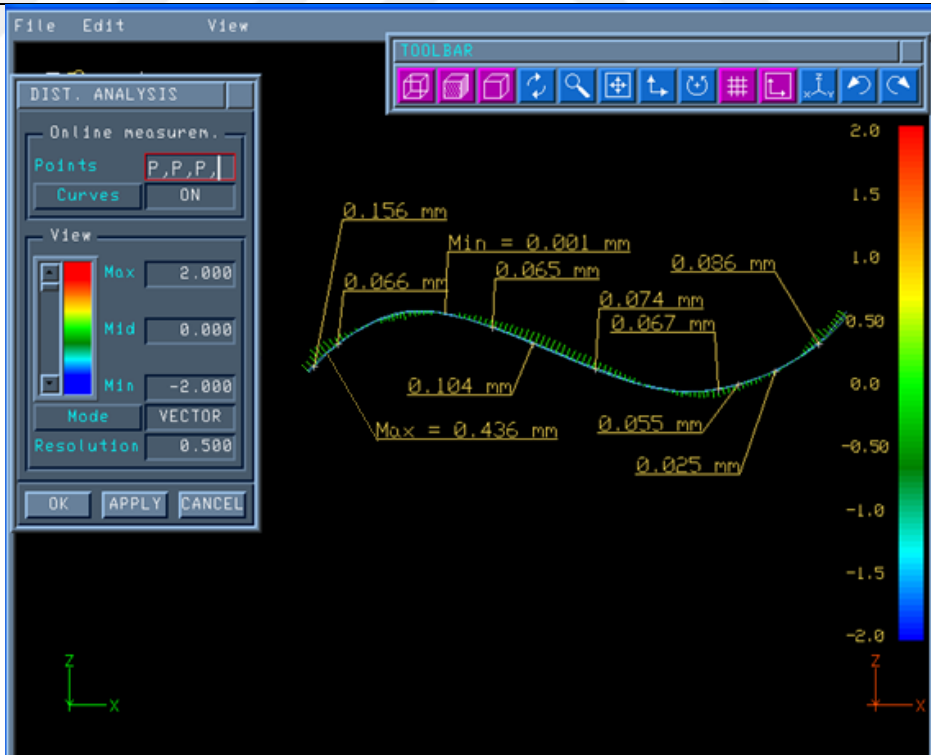 File Edit View
TOOLBAR
DIST. ANALYSIS
Online measurem.
Points P,P,P,
Curves ON
View
Max 2.000
Mid 0.000
Min -2.000
Mode VECTOR
Resolution 0.500
OK APPLY CANCEL
0.156 mm
Min = 0.001 mm
0.066 mm
0.065 mm
0.086 mm
0.074 mm
0.067 mm
0.104 mm
Max = 0.436 mm
0.055 mm
0.025 mm
2.0
1.5
1.0
0.50
0.0
-0.50
-1.0
-1.5
-2.0
Z
X
Z
X